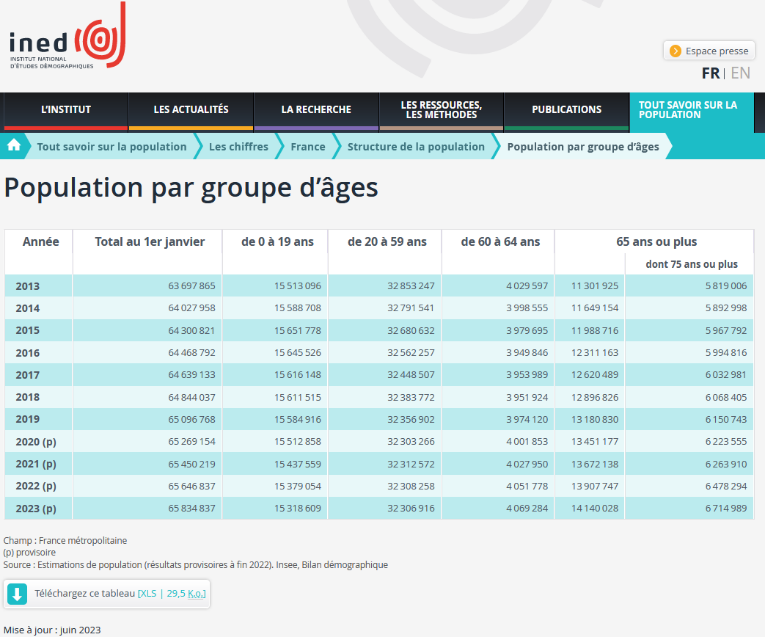 ined
INSTITUT NATIONAL
D'ÉTUDES DÉMOGRAPHIQUES
Espace presse
FR | EN
L'INSTITUT
LES ACTUALITÉS
LA RECHERCHE
LES RESSOURCES,
LES MÉTHODES
PUBLICATIONS
TOUT SAVOIR SUR LA
POPULATION
Tout savoir sur la population Les chiffres France Structure de la population Population par groupe d'âges
Population par groupe d'âges
Année Total au 1er janvier de 0 à 19 ans de 20 à 59 ans de 60 à 64 ans 65 ans ou plus
dont 75 ans ou plus
2013 63 697 865 15 513 096 32 853 247 4 029 597 11 301 925 5 819 006
2014 64 027 958 15 588 708 32 791 541 3 998 555 11 649 154 5 892 998
2015 64 300 821 15 651 778 32 680 632 3 979 695 11 988 716 5 967 792
2016 64 468 792 15 645 526 32 562 257 3 949 846 12 311 163 5 994 816
2017 64 639 133 15 616 148 32 448 507 3 953 989 12 620 489 6 032 981
2018 64 844 037 15 611 515 32 383 772 3 951 924 12 896 826 6 068 405
2019 65 096 768 15 584 916 32 356 902 3 974 120 13 180 830 6 150 743
2020 (p) 65 269 154 15 512 858 32 303 266 4 001 853 13 451 177 6 223 555
2021 (p) 65 450 219 15 437 559 32 312 572 4 027 950 13 672 138 6 263 910
2022 (p) 65 646 837 15 379 054 32 308 258 4 051 778 13 907 747 6 478 294
2023 (p) 65 834 837 15 318 609 32 306 916 4 069 284 14 140 028 6 714 989
Champ : France métropolitaine
(p) provisoire
Source : Estimations de population (résultats provisoires à fin 2022). Insee, Bilan démographique
Téléchargez ce tableau [XLS | 29,5 K.o.]
Mise à jour : juin 2023